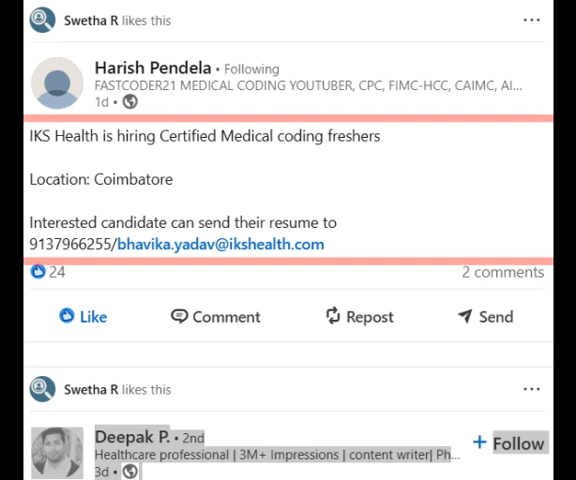 Swetha R likes this
Harish Pendela • Following
FASTCODER21 MEDICAL CODING YOUTUBER, CPC, FIMC-HCC, CAIMC, AI...
1d •
IKS Health is hiring Certified Medical coding freshers
Location: Coimbatore
Interested candidate can send their resume to
9137966255/bhavika.yadav@ikshealth.com
24 2 comments
Like Comment Repost Send
Swetha R likes this
Deepak P. • 2nd
+ Follow
Healthcare professional | 3M+ Impressions | content writer| Ph...
3d •